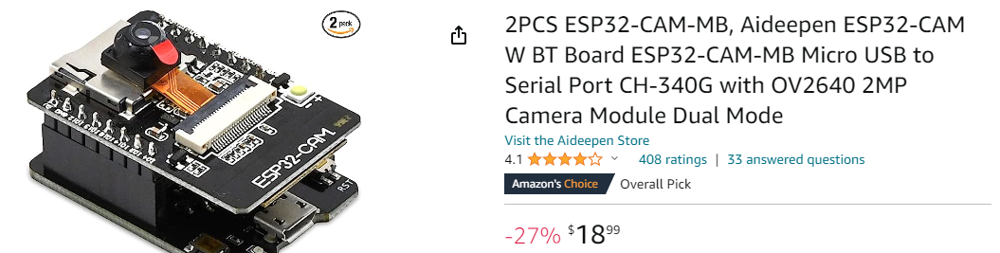 2 pack
ESP32-CAM
RST
2PCS ESP32-CAM-MB, Aideepen ESP32-CAM
W BT Board ESP32-CAM-MB Micro USB to
Serial Port CH-340G with OV2640 2MP
Camera Module Dual Mode
Visit the Aideepen Store
4.1 408 ratings | 33 answered questions
Amazon's Choice Overall Pick
-27% $18 99